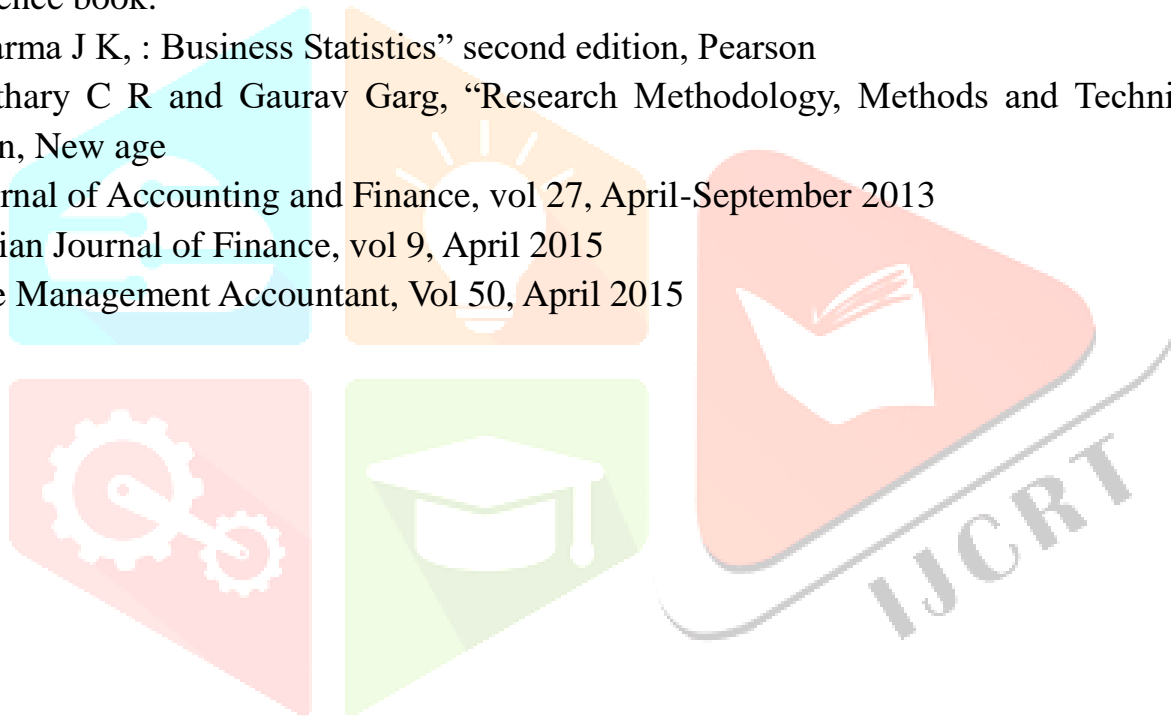 ence book:
arma J K, : Business Statistics” second edition, Pearson
thary C R and Gaurav Garg, “Research Methodology, Methods and Techni
n, New age
rnal of Accounting and Finance, vol 27, April-September 2013
ian Journal of Finance, vol 9, April 2015
e Management Accountant, Vol 50, April 2015
IJCRT